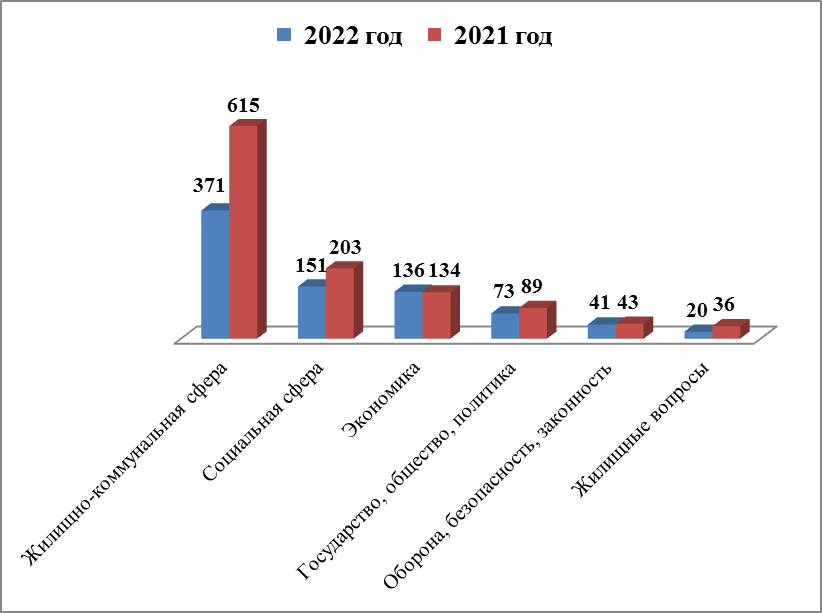 2022 год 2021 год
615
371
203
151
136 134
73 89
41 43
20 36
Жилищно-коммунальная сфера
Социальная сфера
Экономика
Государство, общество, политика
Оборона, безопасность, законность
Жилищные вопросы